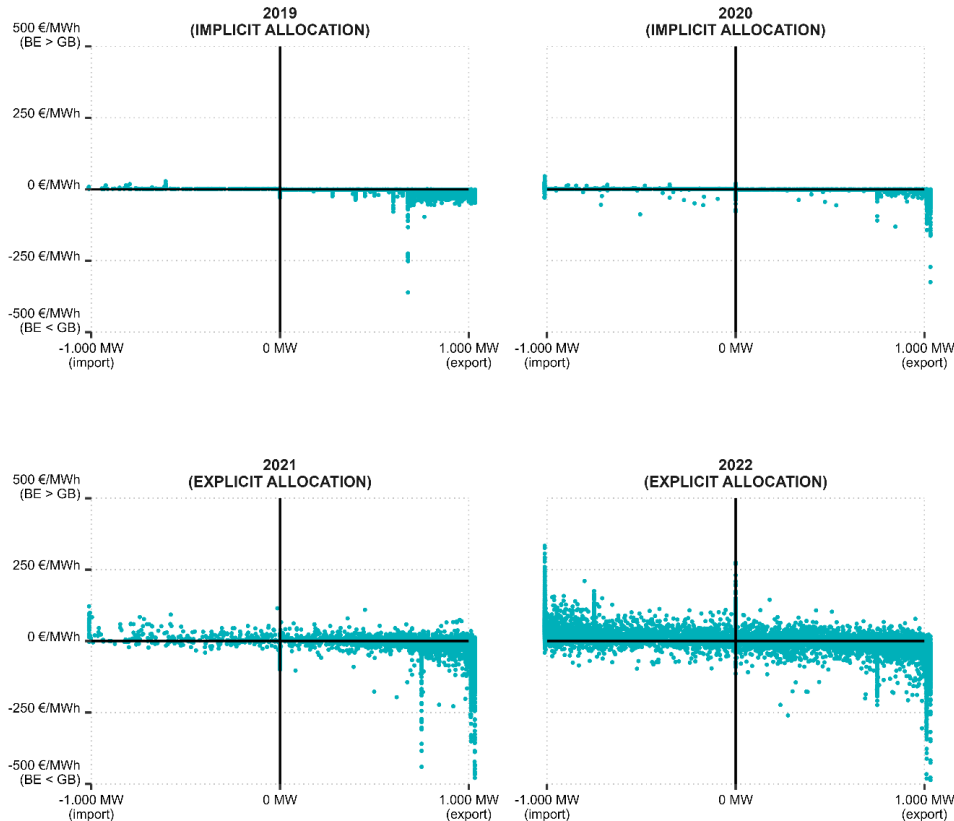 2019
(IMPLICIT ALLOCATION)
500 €/MWh
(BE > GB)
250 €/MWh
0 €/MWh
-250 €/MWh
-500 €/MWh
(BE < GB)
-1.000 MW
(import)
0 MW
1.000 MW
(export)
2020
(IMPLICIT ALLOCATION)
-1.000 MW
(import)
0 MW
1.000 MW
(export)
2021
(EXPLICIT ALLOCATION)
500 €/MWh
(BE > GB)
250 €/MWh
0 €/MWh
-250 €/MWh
-500 €/MWh
(BE < GB)
-1.000 MW
(import)
0 MW
1.000 MW
(export)
2022
(EXPLICIT ALLOCATION)
-1.000 MW
(import)
0 MW
1.000 MW
(export)